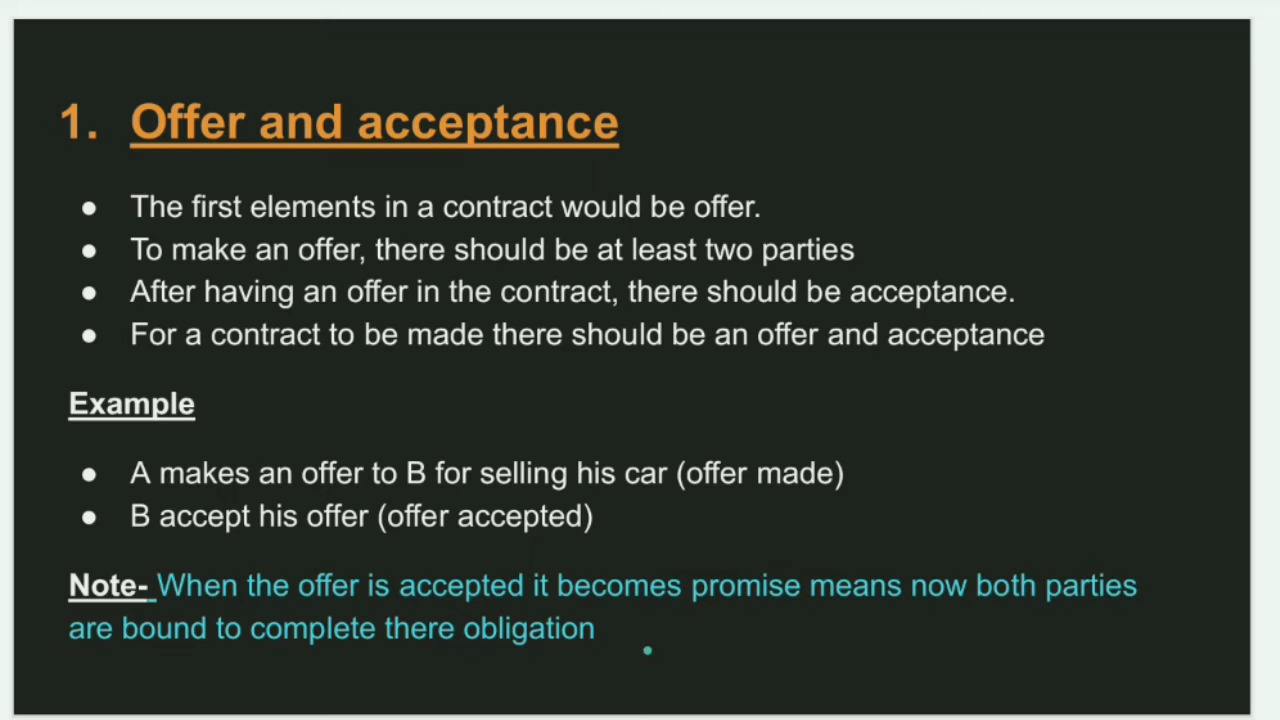 1. Offer and acceptance
● The first elements in a contract would be offer.
● To make an offer, there should be at least two parties
● After having an offer in the contract, there should be acceptance.
● For a contract to be made there should be an offer and acceptance
Example
● A makes an offer to B for selling his car (offer made)
● B accept his offer (offer accepted)
Note- When the offer is accepted it becomes promise means now both parties
are bound to complete there obligation